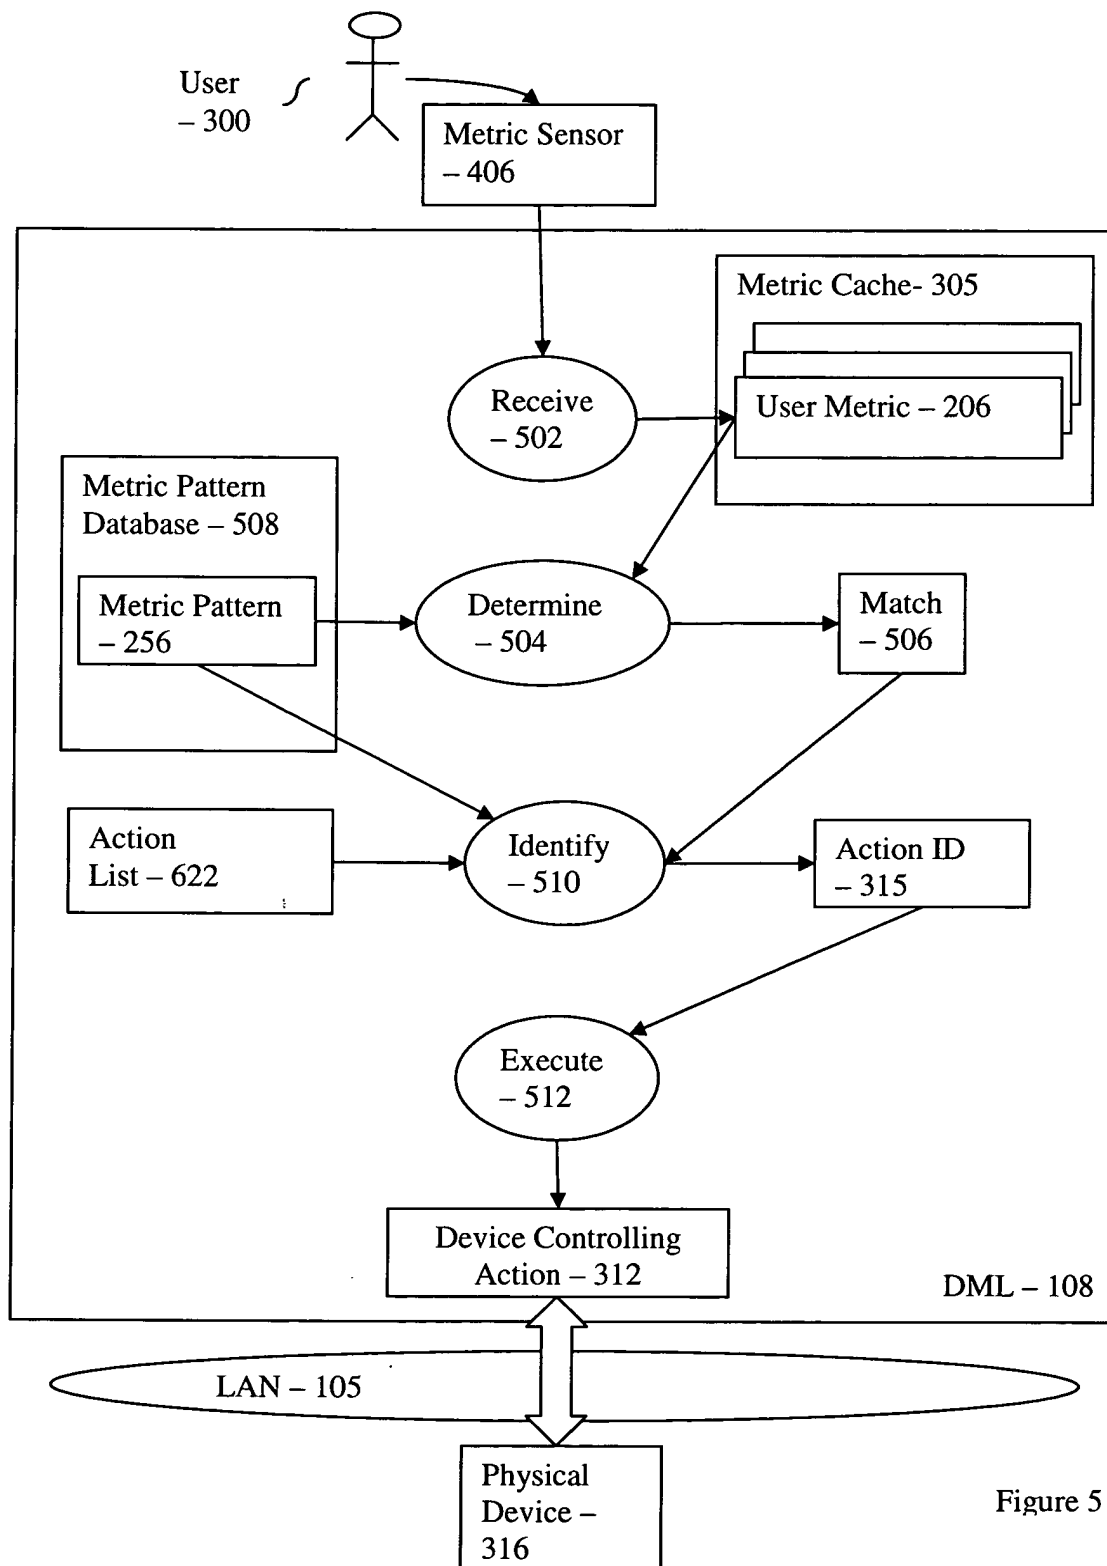 User
– 300
Metric Sensor
– 406
Metric Cache- 305
User Metric – 206
Receive
– 502
Metric Pattern
Database – 508
Metric Pattern
– 256
Determine
– 504
Match
– 506
Action
List – 622
Identify
– 510
Action ID
– 315
Execute
– 512
Device Controlling
Action – 312
DML – 108
LAN – 105
Physical
Device –
316
Figure 5